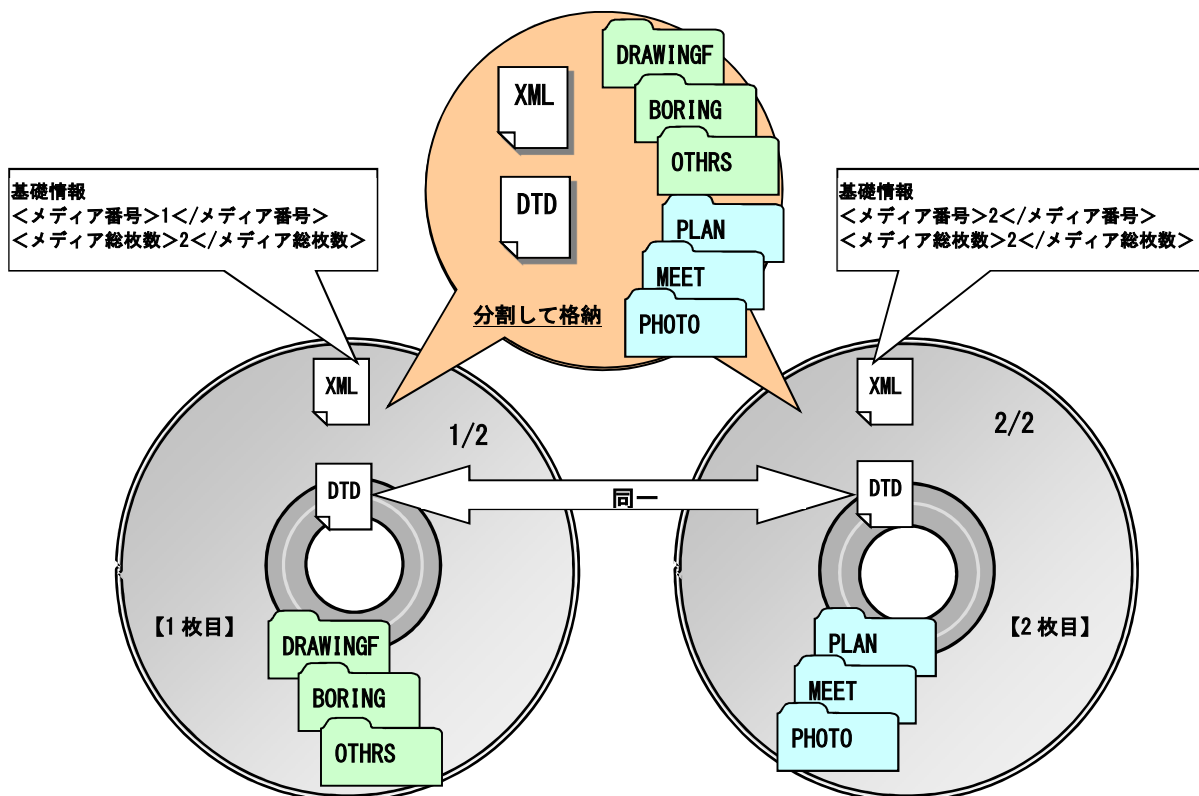 DRAWINGF
XML
BORING
OTHRS
DTD
PLAN
MEET
PHOTO
分割して格納
基礎情報
<メディア番号>1</メディア番号>
<メディア総枚数>2</メディア総枚数>
基礎情報
<メディア番号>2</メディア番号>
<メディア総枚数>2</メディア総枚数>
XML
1/2
DTD
同一
【1枚目】
DRAWINGF
BORING
OTHRS
XML
2/2
DTD
【2枚目】
PLAN
MEET
PHOTO